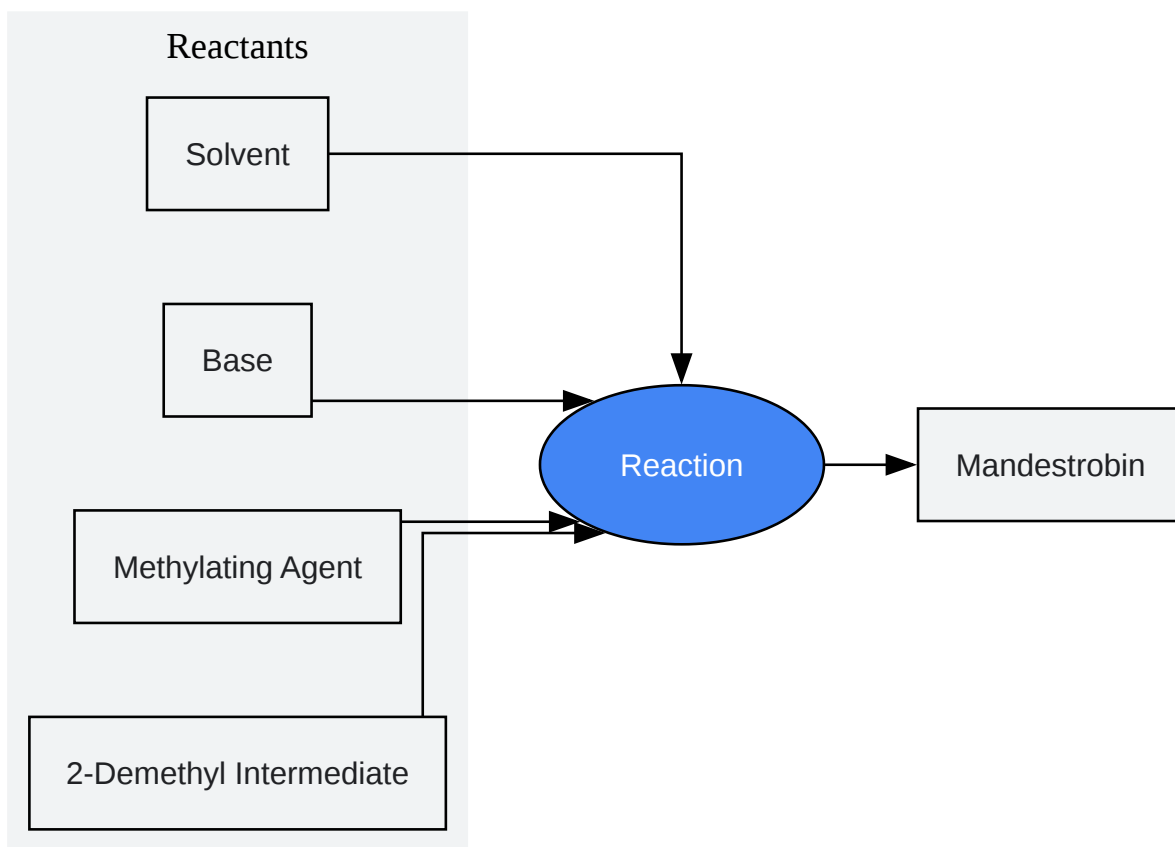 Reactants
Solvent
Base
Reaction
Mandestrobin
Methylating Agent
2-Demethyl Intermediate